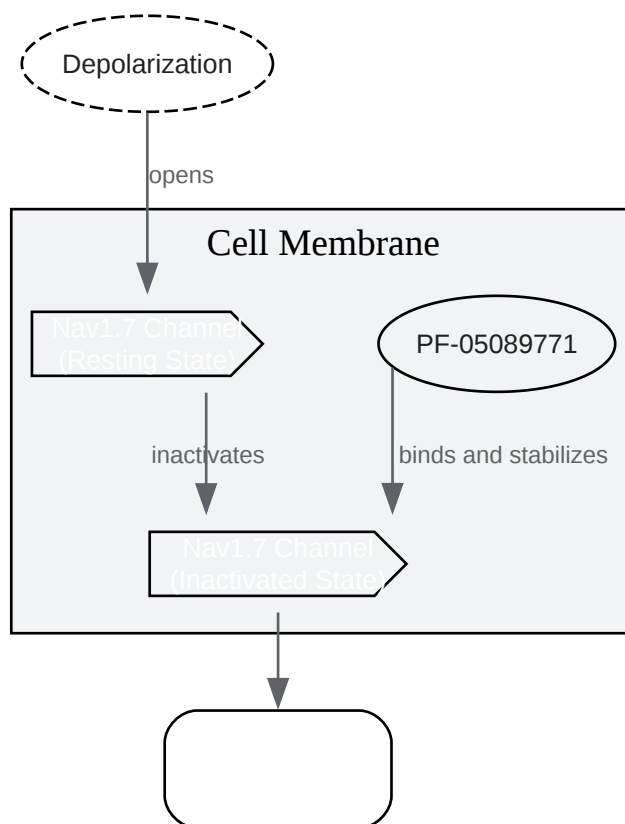 Depolarization
opens
Cell Membrane
Nav1.7 Channel
(Resting State)
PF-05089771
inactivates
binds and stabilizes
Nav1.7 Channel
(Inactivated State)